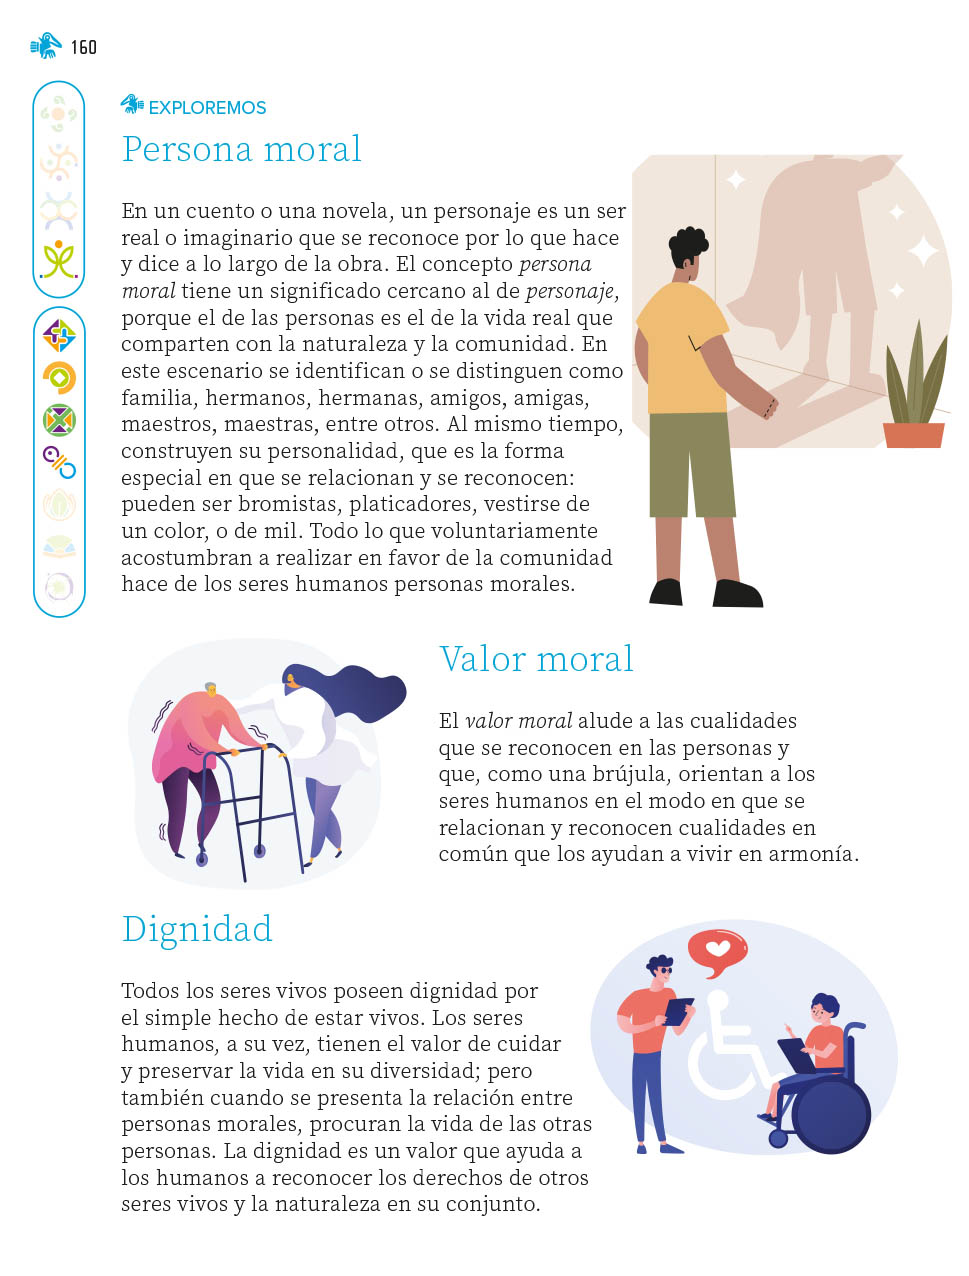 160
EXPLOREMOS
Persona moral
En un cuento o una novela, un personaje es un ser
real o imaginario que se reconoce por lo que hace
y dice a lo largo de la obra. El concepto persona
moral tiene un significado cercano al de personaje,
porque el de las personas es el de la vida real que
comparten con la naturaleza y la comunidad. En
este escenario se identifican o se distinguen como
familia, hermanos, hermanas, amigos, amigas,
maestros, maestras, entre otros. Al mismo tiempo,
construyen su personalidad, que es la forma
especial en que se relacionan y se reconocen:
pueden ser bromistas, platicadores, vestirse de
un color, o de mil. Todo lo que voluntariamente
acostumbran a realizar en favor de la comunidad
hace de los seres humanos personas morales.
Valor moral
El valor moral alude a las cualidades
que se reconocen en las personas y
que, como una brújula, orientan a los
seres humanos en el modo en que se
relacionan y reconocen cualidades en
común que los ayudan a vivir en armonía.
Dignidad
Todos los seres vivos poseen dignidad por
el simple hecho de estar vivos. Los seres
humanos, a su vez, tienen el valor de cuidar
y preservar la vida en su diversidad; pero
también cuando se presenta la relación entre
personas morales, procuran la vida de las otras
personas. La dignidad es un valor que ayuda a
los humanos a reconocer los derechos de otros
seres vivos y la naturaleza en su conjunto.